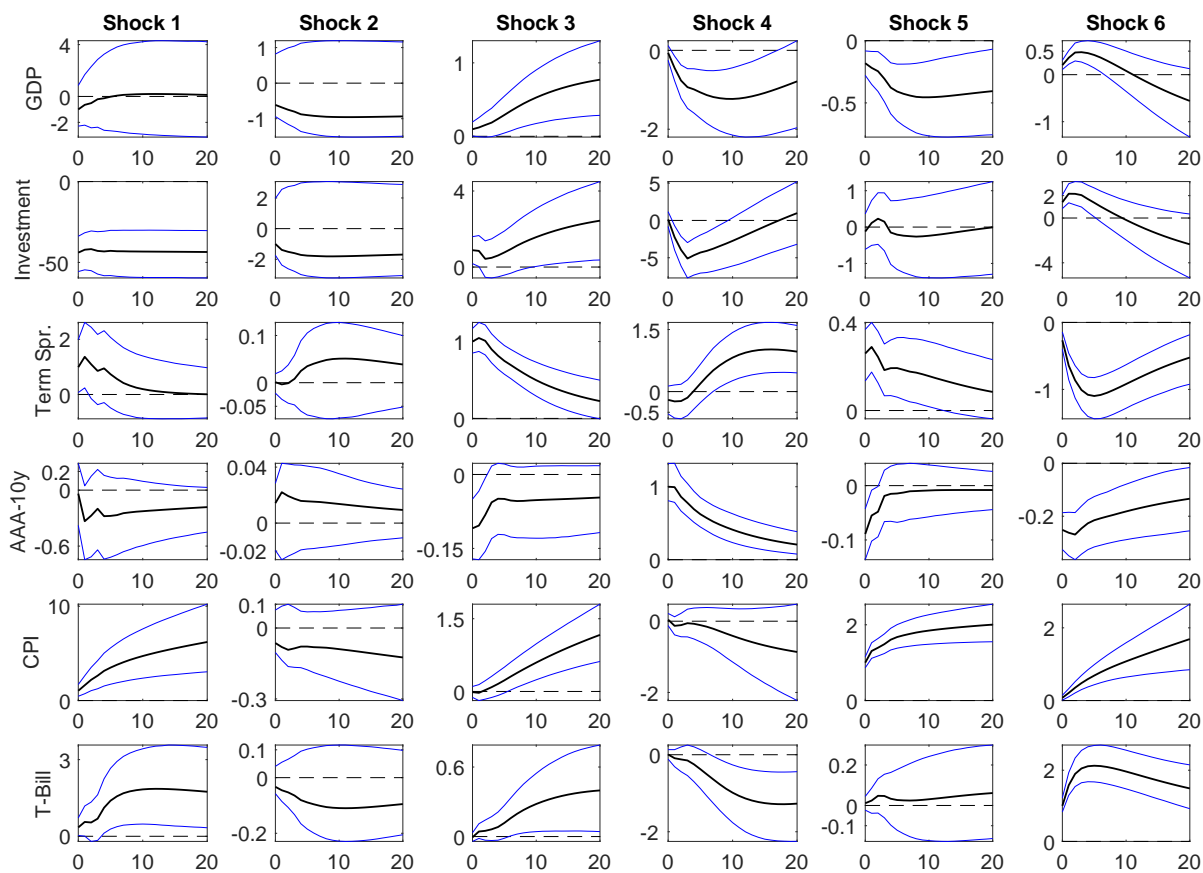 Shock 1 Shock 2 Shock 3 Shock 4 Shock 5 Shock 6
GDP
4 0 -2
0 10 20
1 0 -1
0 10 20
1 0
0 10 20
0 -2
0 10 20
0 -0.5
0 10 20
0.5 0 -1
0 10 20
Investment
0 -50
0 10 20
2 0 -2
0 10 20
4 0
0 10 20
5 0 -5
0 10 20
1 0 -1
0 10 20
2 0 -5
0 10 20
Term Spr.
2 0
0 10 20
0.1 0 -0.05
0 10 20
1 0
0 10 20
1.5 0 -0.5
0 10 20
0.4 0
0 10 20
0 -1
0 10 20
AAA-10y
0.2 0 -0.6
0 10 20
0.04 0 -0.02
0 10 20
0 -0.15
0 10 20
1 0
0 10 20
0 -0.1
0 10 20
0 -0.2
0 10 20
CPI
10 0
0 10 20
0.1 0 -0.3
0 10 20
1.5 0
0 10 20
0 -2
0 10 20
2 0
0 10 20
2 0
0 10 20
T-Bill
3 0
0 10 20
0.1 0 -0.2
0 10 20
0.6 0
0 10 20
0 -2
0 10 20
0.2 0 -0.1
0 10 20
2 0
0 10 20